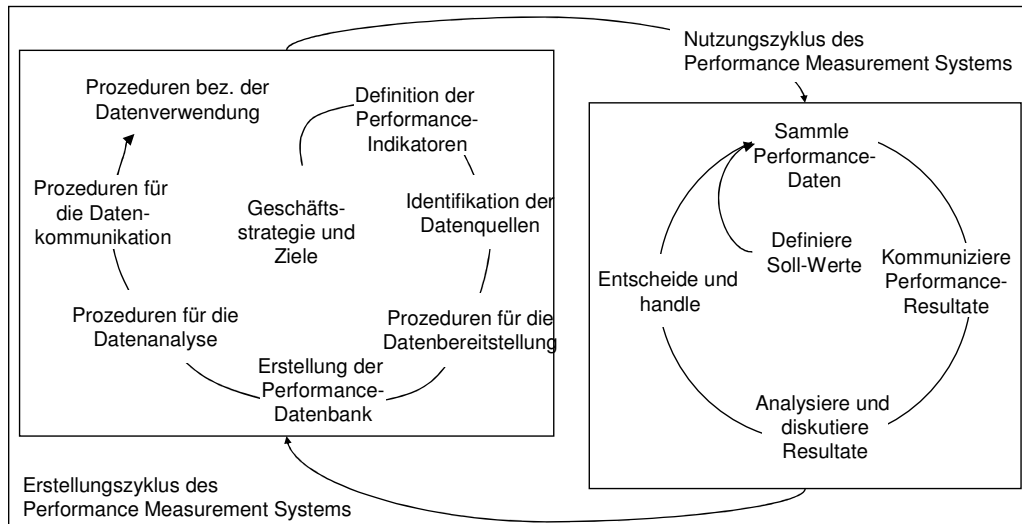 Nutzungszyklus des
Performance Measurement Systems
Prozeduren bez. der
Datenverwendung
Definition der
Performance-
Indikatoren
Prozeduren für
die Daten-
kommunikation
Geschäfts-
strategie und
Ziele
Identifikation der
Datenquellen
Prozeduren für die
Datenanalyse
Prozeduren für die
Datenbereitstellung
Erstellung der
Performance-
Datenbank
Erstellungszyklus des
Performance Measurement Systems
Sammle
Performance-
Daten
Definiere
Soll-Werte
Kommuniziere
Performance-
Resultate
Entscheide und
handle
Analysiere und
diskutiere
Resultate